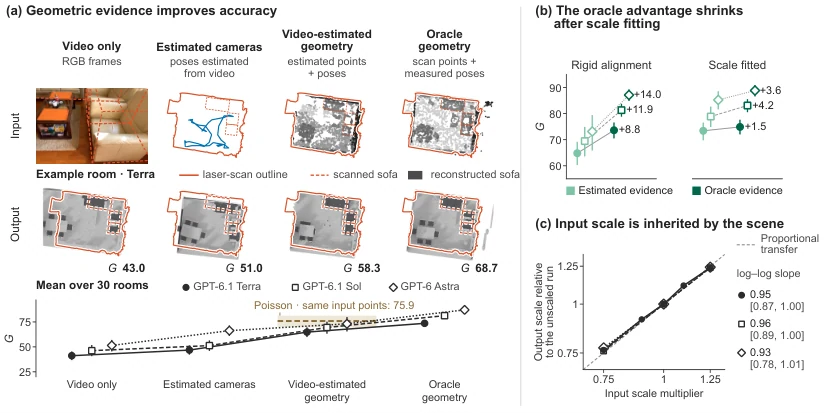 (a) Geometric evidence improves accuracy
Video only
RGB frames
Estimated cameras
poses estimated
from video
Video-estimated
geometry
estimated points
+ poses
Oracle
geometry
scan points +
measured poses
Input
Example room · Terra
laser-scan outline
scanned sofa
reconstructed sofa
Output
G 43.0
G 51.0
G 58.3
G 68.7
Mean over 30 rooms
GPT-6.1 Terra
GPT-6.1 Sol
GPT-6 Astra
Poisson · same input points: 75.9
G
75
50
25
Video only
Estimated cameras
Video-estimated
geometry
Oracle
geometry
(b) The oracle advantage shrinks
after scale fitting
Rigid alignment
Scale fitted
G
90
80
70
60
+14.0
+11.9
+8.8
+3.6
+4.2
+1.5
Estimated evidence
Oracle evidence
(c) Input scale is inherited by the scene
Output scale relative
to the unscaled run
1.25
1
0.75
0.75
1
1.25
Input scale multiplier
Proportional
transfer
log–log slope
0.95
[0.87, 1.00]
0.96
[0.89, 1.00]
0.93
[0.78, 1.01]